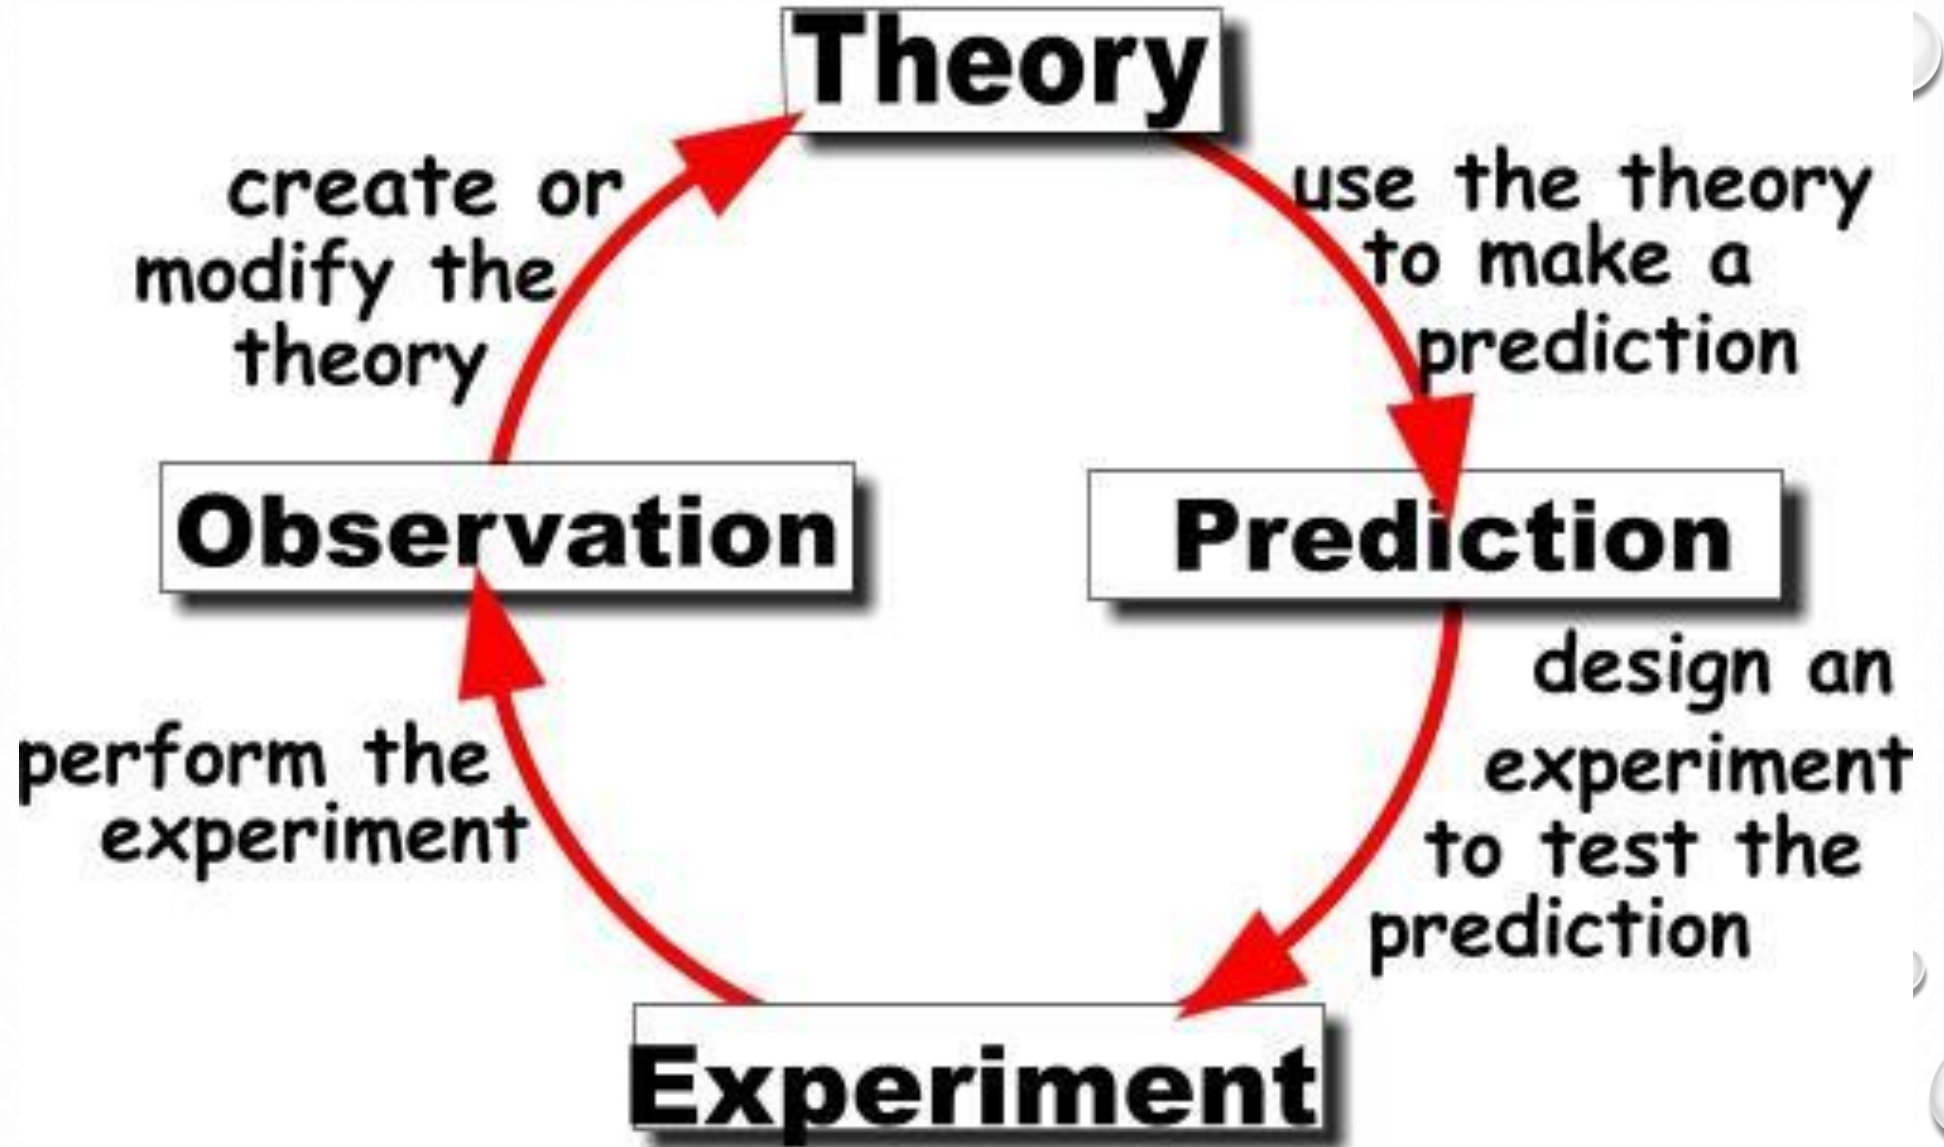 Theory
use the theory
to make a
prediction
Prediction
design an
experiment
to test the
prediction
Experiment
perform the
experiment
Observation
create or
modify the
theory